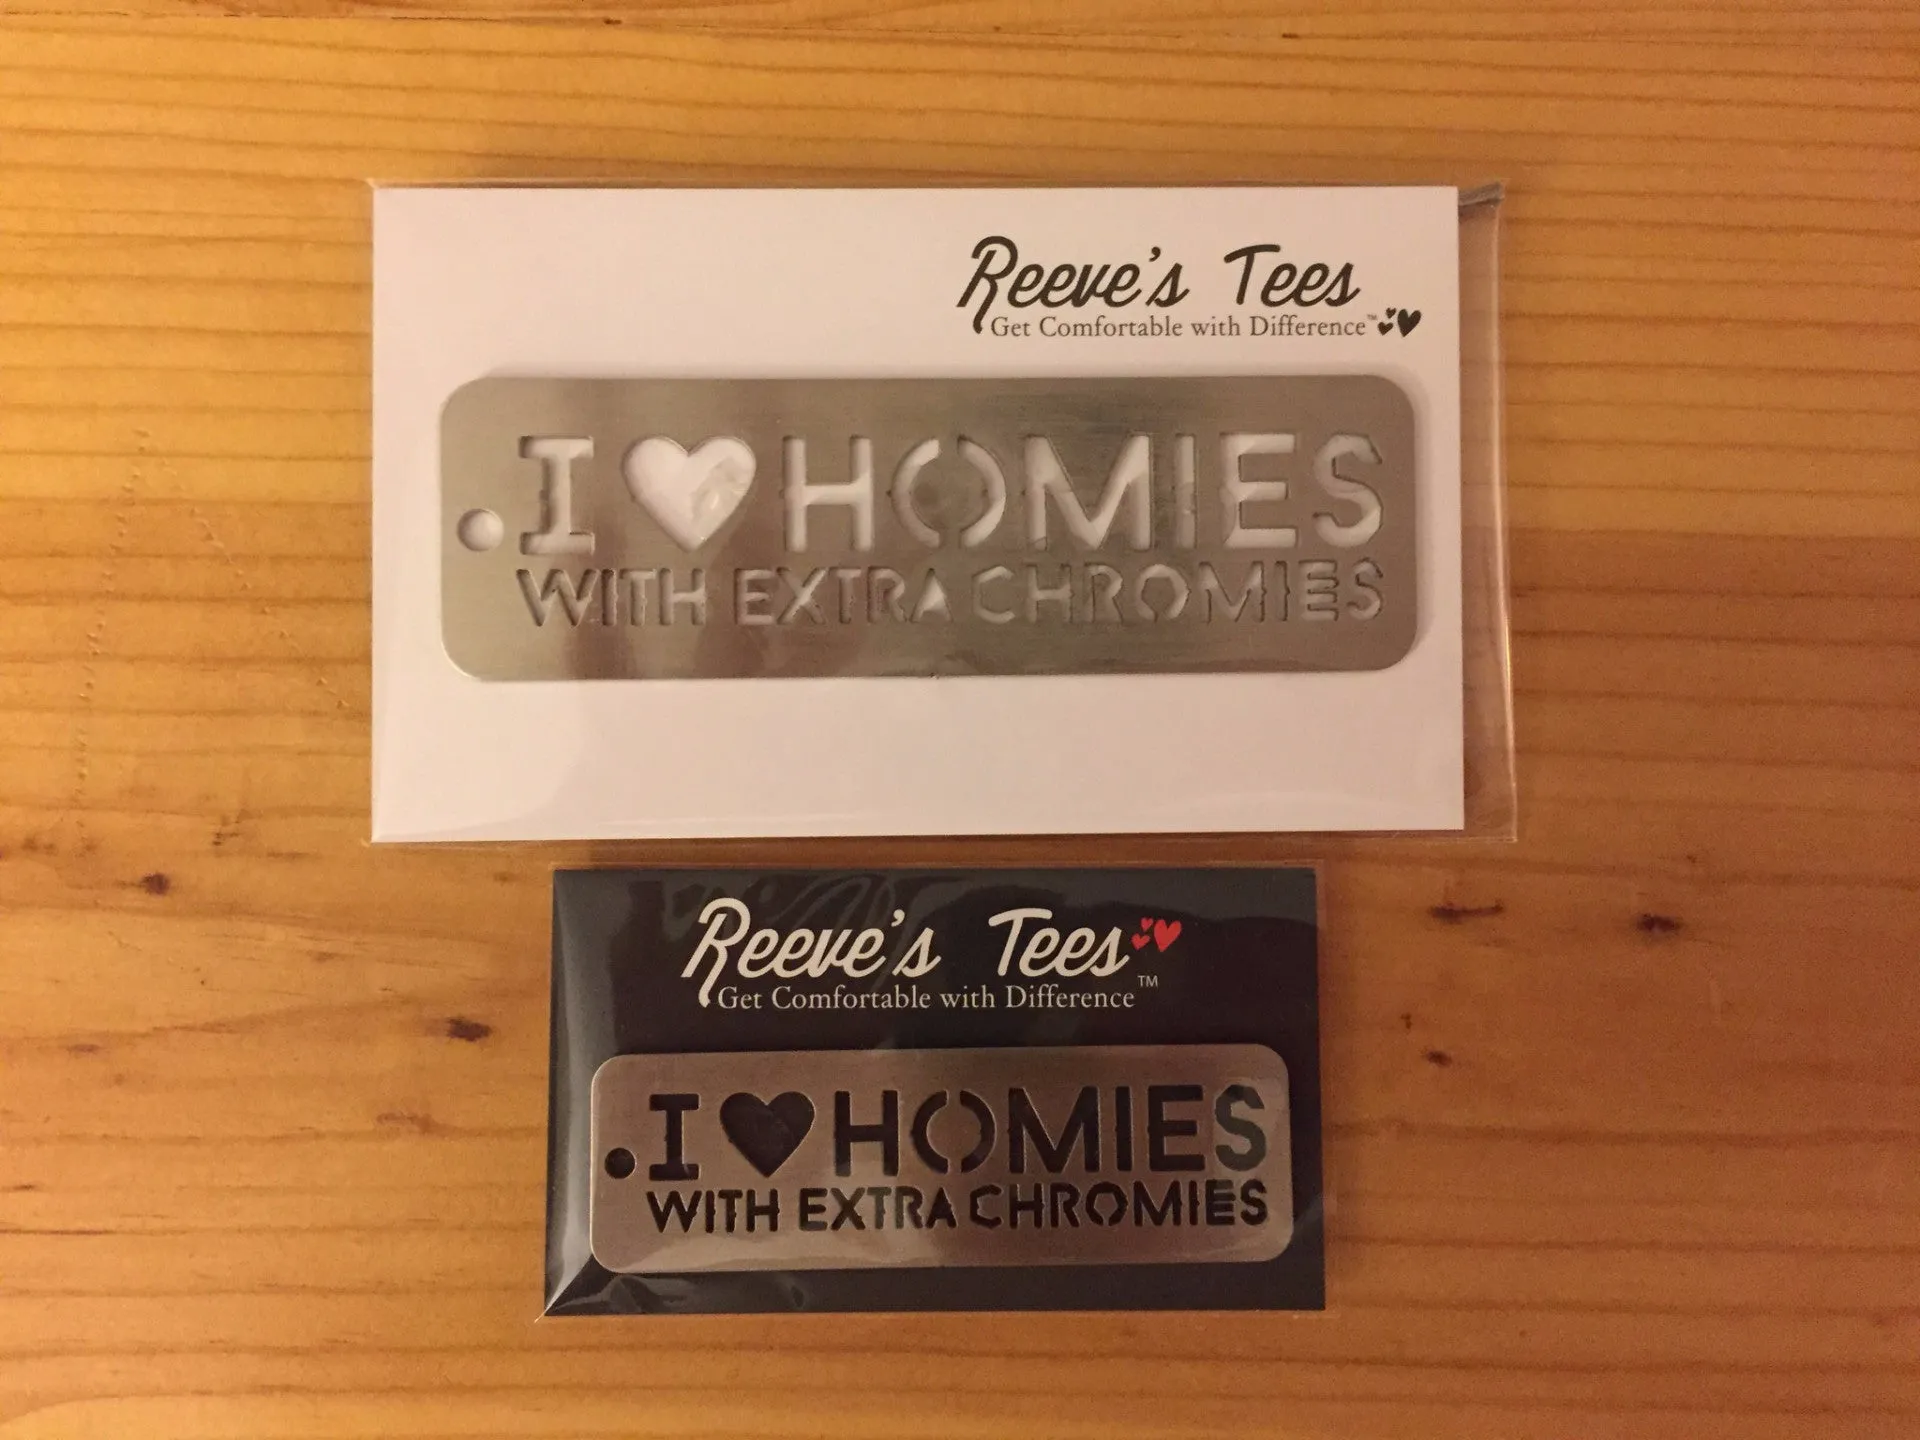 Reeve's Tees
Get Comfortable with Difference™
I ♥ HOMIES
WITH EXTRA CHROMIES
Reeve's Tees
Get Comfortable with Difference™
I ♥ HOMIES
WITH EXTRA CHROMIES